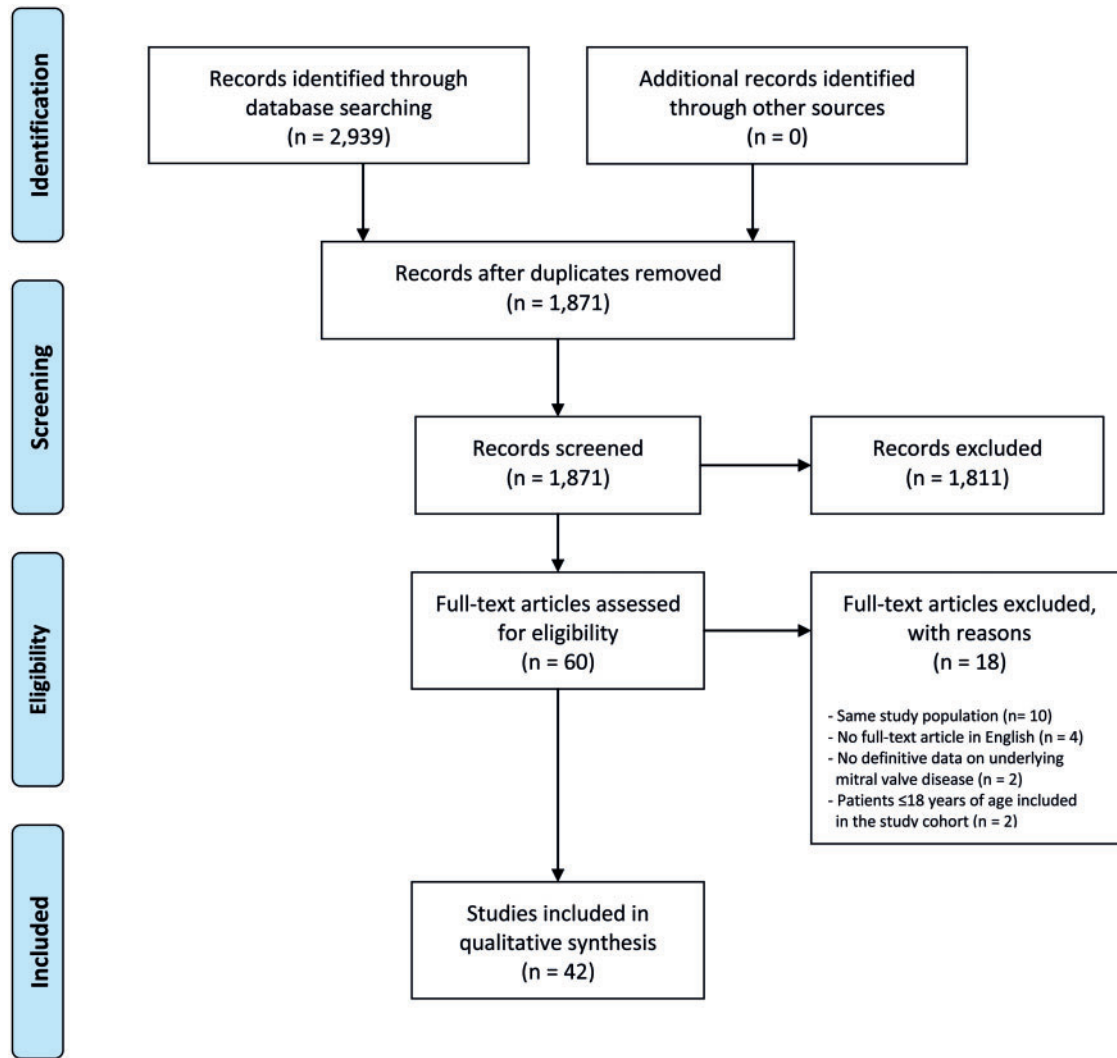 Identification
Records identified through
database searching
(n = 2,939)
Additional records identified
through other sources
(n = 0)
Records after duplicates removed
(n = 1,871)
Screening
Records screened
(n = 1,871)
Records excluded
(n = 1,811)
Eligibility
Full-text articles assessed
for eligibility
(n = 60)
Full-text articles excluded,
with reasons
(n = 18)
- Same study population (n= 10)
- No full-text article in English (n = 4)
- No definitive data on underlying
mitral valve disease (n = 2)
- Patients ≤18 years of age included
in the study cohort (n = 2)
Included
Studies included in
qualitative synthesis
(n = 42)